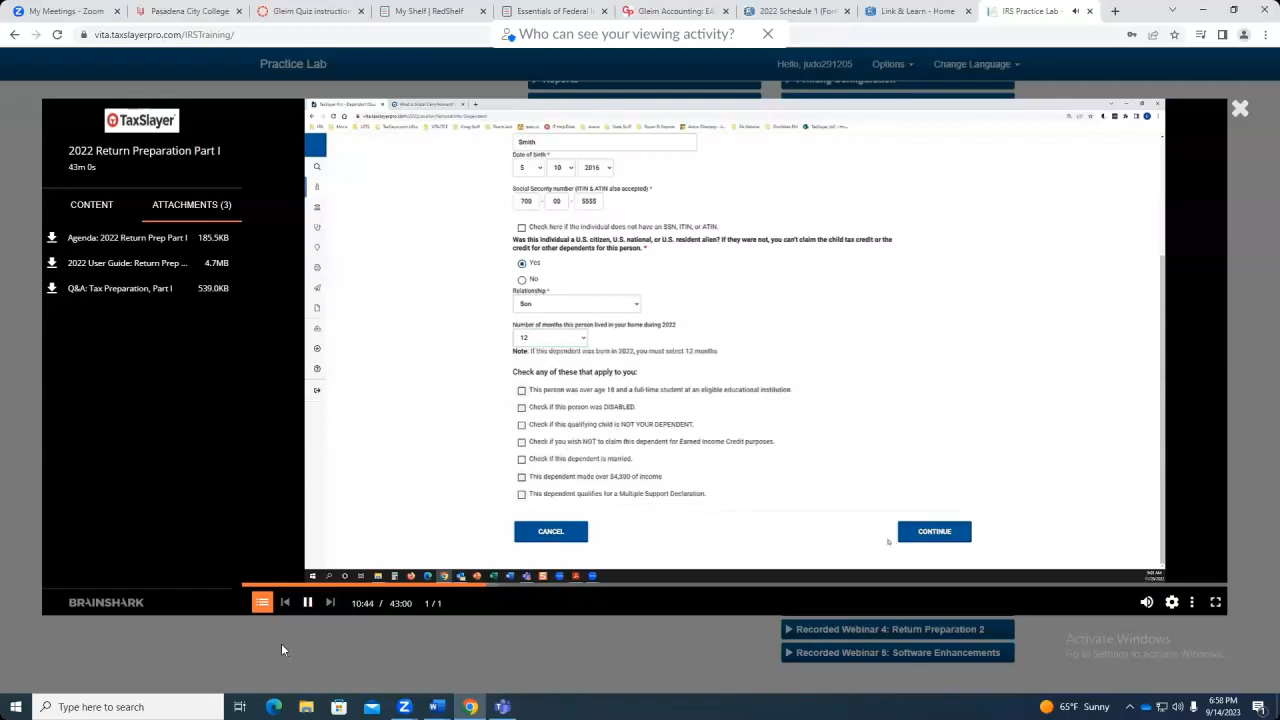 My Meetings - Zoom
Pasadena City College
Gleim Quiz instruction
My Shelf | RedShelf
Essentials of Federal In
Gleim Accounting EA
2022 Schedule 1 (Form
Link & Learn - Home
IRS Practice Lab -
vita.taxslayerpro.com/IRSTraining/
Who can see your viewing activity?
Practice Lab
Hello, judo291205
Options
Change Language
TaxSlayer
2022 Return Preparation Part I
43m 0s
CONTENT
ATTACHMENTS (3)
Agenda: 2022 Return Prep Part I 185.5KB
2022 User Guide: Return Prep ... 4.7MB
Q&A: Tax Preparation, Part I 539.0KB
Smith
Date of birth *
5 10 2016
Social Security number (ITIN & ATIN also accepted) *
700 - 00 - 5555
Check here if the individual does not have an SSN, ITIN, or ATIN.
Was this individual a U.S. citizen, U.S. national, or U.S. resident alien? If they were not, you can't claim the child tax credit or the
credit for other dependents for this person. *
Yes
No
Relationship *
Son
Number of months this person lived in your home during 2022
12
Note: If this dependent was born in 2022, you must select 12 months
Check any of these that apply to you:
This person was over age 18 and a full-time student at an eligible educational institution.
Check if this person was DISABLED.
Check if this qualifying child is NOT YOUR DEPENDENT.
Check if you wish NOT to claim this dependent for Earned Income Credit purposes.
Check if this dependent is married.
This dependent made over $4,300 of income
This dependent qualifies for a Multiple Support Declaration.
CANCEL
CONTINUE
BRAINSHARK
10:44 / 43:00 1 / 1
Recorded Webinar 4: Return Preparation 2
Recorded Webinar 5: Software Enhancements
Activate Windows
Go to Settings to activate Windows.
Type here to search
65°F Sunny
6:58 PM
9/14/2023